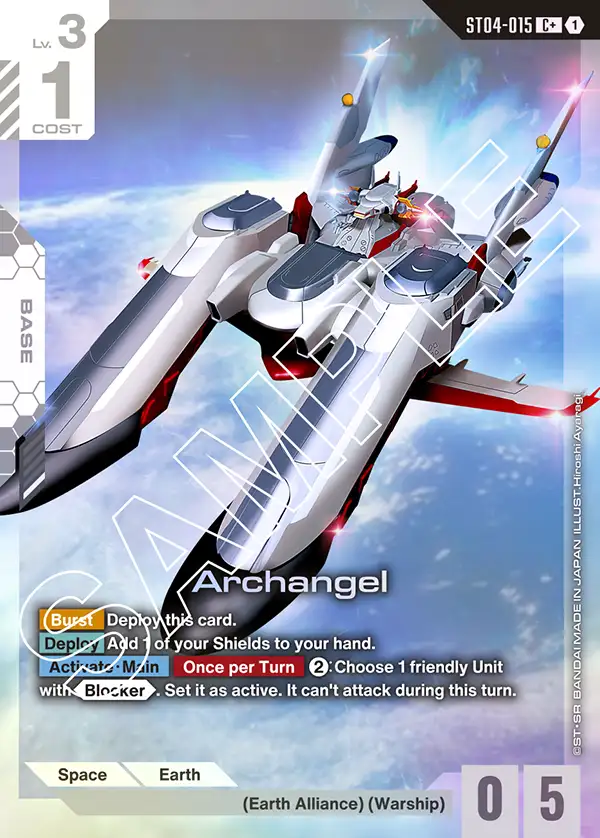 ST04-015 C+ 1
Lv. 3
1
COST
BASE
SAMPLE
Archangel
Burst Deploy this card.
Deploy Add 1 of your Shields to your hand.
Activate･Main Once per Turn ②:Choose 1 friendly Unit
with Blocker. Set it as active. It can't attack during this turn.
Space Earth
(Earth Alliance) (Warship)
0 5
©ST･SR BANDAI MADE IN JAPAN ILLUST.Hiroshi Ayaragi